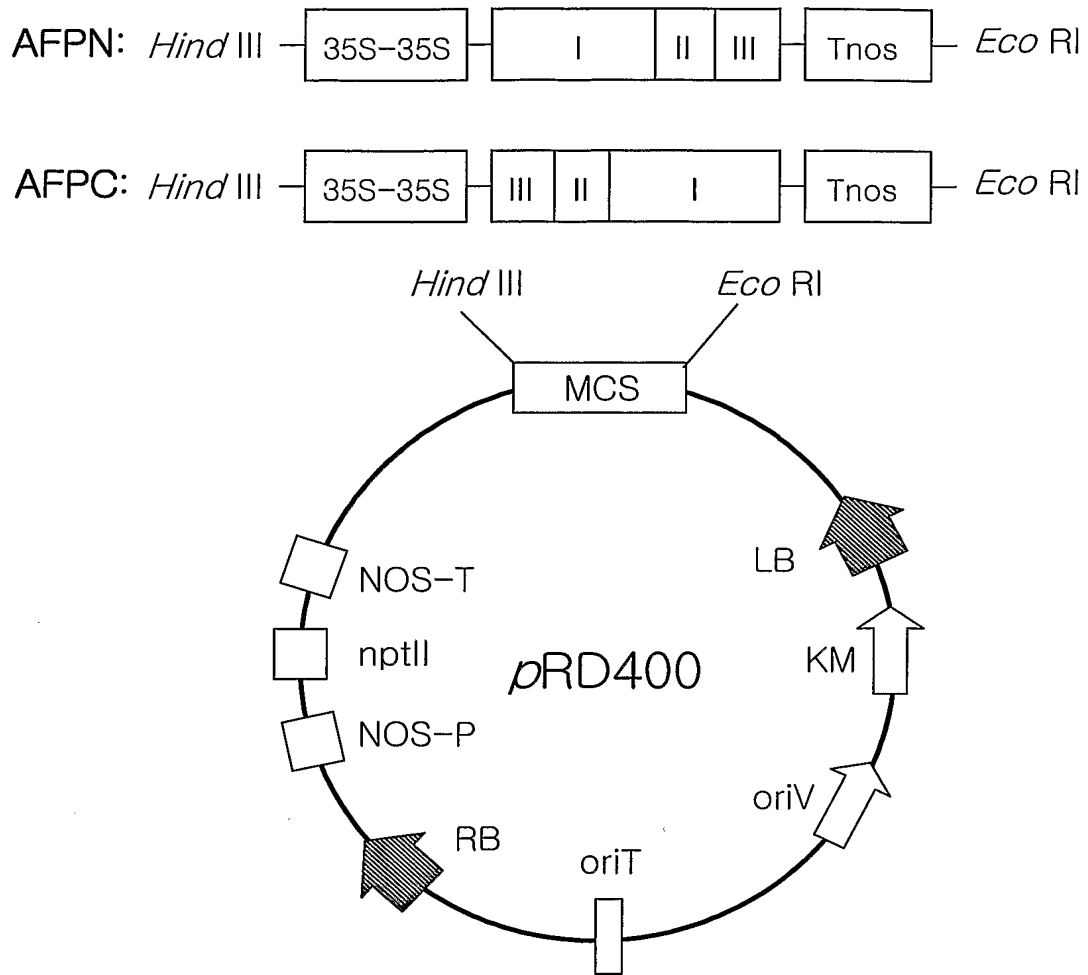 AFPN: Hind III 35S-35S I II III Tnos Eco RI
AFPC: Hind III 35S-35S III II I Tnos Eco RI
Hind III Eco RI
MCS
LB
NOS-T
nptII
KM
pRD400
NOS-P
oriV
RB
oriT